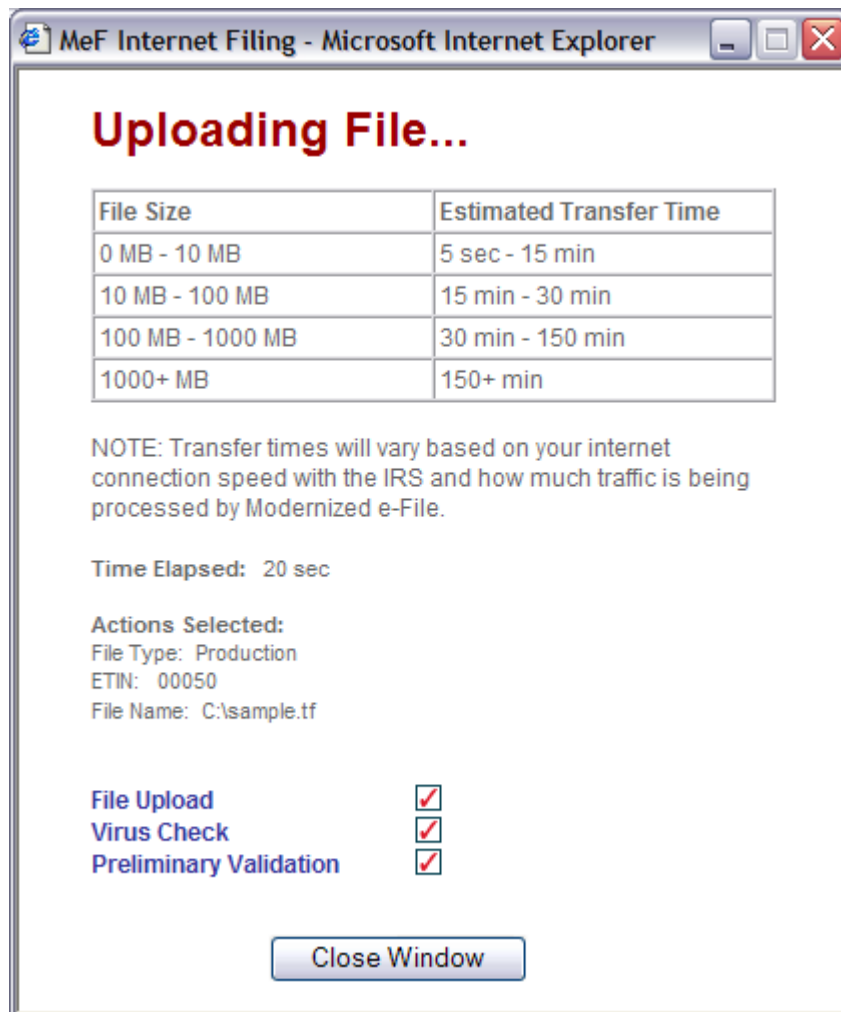 MeF Internet Filing - Microsoft Internet Explorer
Uploading File...
File Size Estimated Transfer Time
0 MB - 10 MB 5 sec - 15 min
10 MB - 100 MB 15 min - 30 min
100 MB - 1000 MB 30 min - 150 min
1000+ MB 150+ min
NOTE: Transfer times will vary based on your internet
connection speed with the IRS and how much traffic is being
processed by Modernized e-File.
Time Elapsed: 20 sec
Actions Selected:
File Type: Production
ETIN: 00050
File Name: C:\sample.tf
File Upload
Virus Check
Preliminary Validation
Close Window